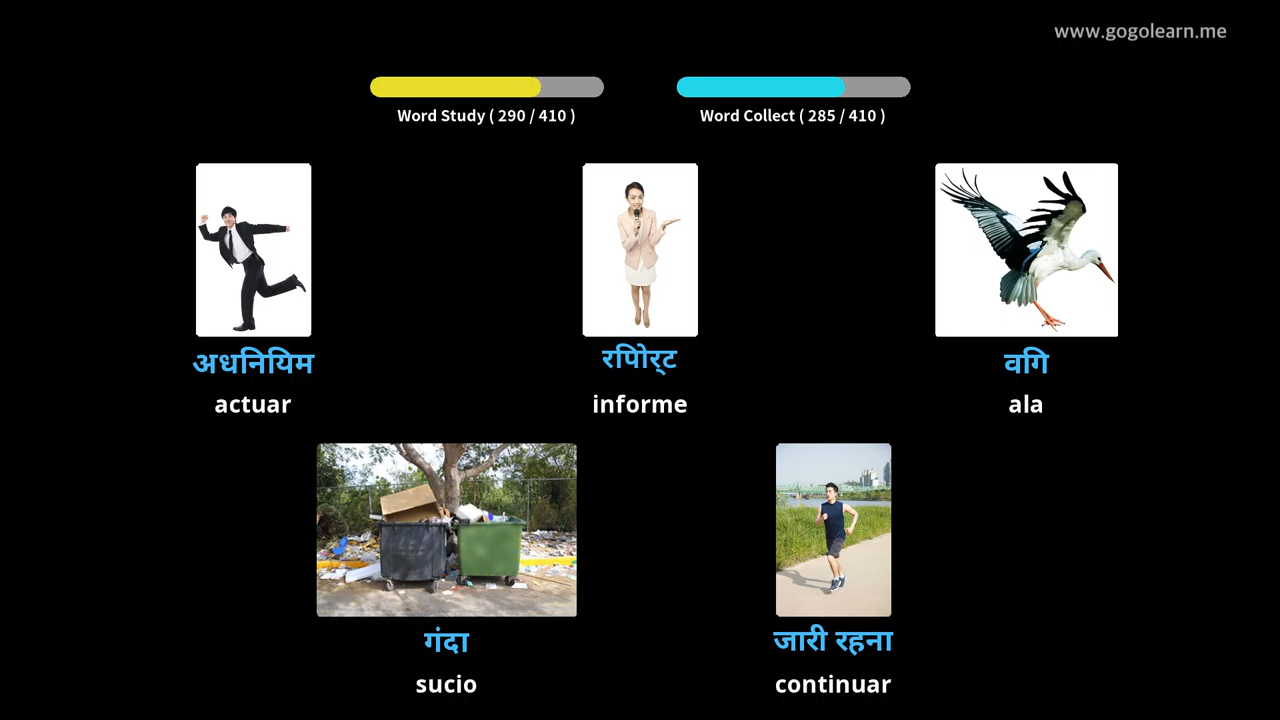 www.gogolearn.me
Word Study ( 290 / 410 )
Word Collect ( 285 / 410 )
अधनियिम
रपिोर्ट
वगि
actuar
informe
ala
गंदा
जारी रहना
sucio
continuar